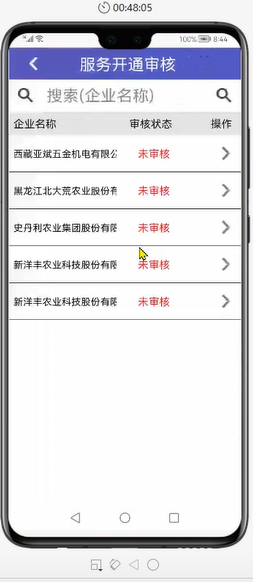 00:48:05
100% 8:44
服务开通审核
搜索(企业名称)
企业名称 审核状态 操作
西藏亚斌五金机电有限公 未审核
黑龙江北大荒农业股份有 未审核
史丹利农业集团股份有限 未审核
新洋丰农业科技股份有限 未审核
新洋丰农业科技股份有限 未审核